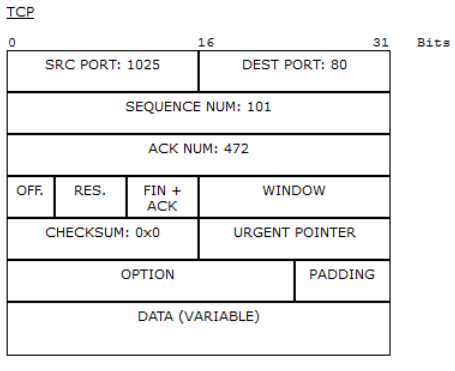 TCP
0 16 31 Bits
SRC PORT: 1025 DEST PORT: 80
SEQUENCE NUM: 101
ACK NUM: 472
OFF. RES. FIN + WINDOW
ACK
CHECKSUM: 0x0 URGENT POINTER
OPTION PADDING
DATA (VARIABLE)